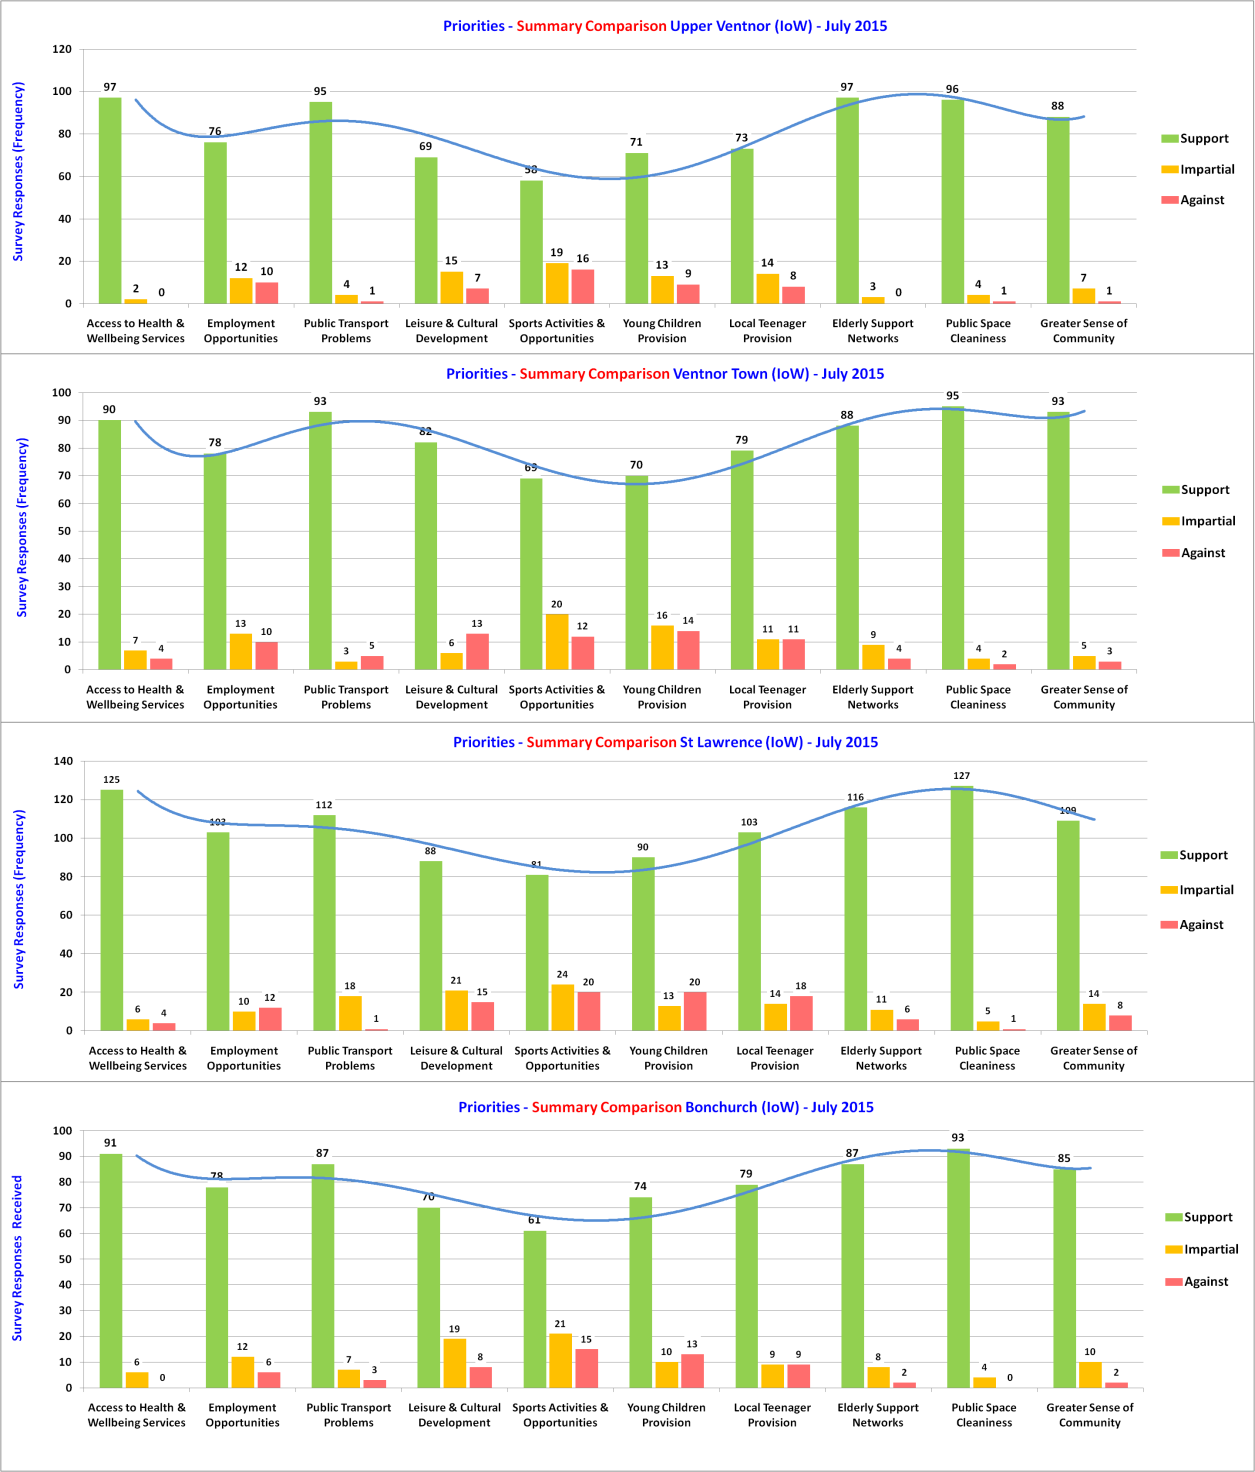 Priorities - Summary Comparison Upper Ventnor (IoW) - July 2015
Survey Responses (Frequency)
120
100
80
60
40
20
0
97 2 0
76 12 10
95 4 1
69 15 7
58 19 16
71 13 9
73 14 8
97 3 0
96 4 1
88 7 1
Access to Health & Wellbeing Services
Employment Opportunities
Public Transport Problems
Leisure & Cultural Development
Sports Activities & Opportunities
Young Children Provision
Local Teenager Provision
Elderly Support Networks
Public Space Cleaniness
Greater Sense of Community
Support
Impartial
Against
Priorities - Summary Comparison Ventnor Town (IoW) - July 2015
Survey Responses (Frequency)
100
90
80
70
60
50
40
30
20
10
0
90 7 4
78 13 10
93 3 5
82 6 13
69 20 12
70 16 14
79 11 11
88 9 4
95 4 2
93 5 3
Access to Health & Wellbeing Services
Employment Opportunities
Public Transport Problems
Leisure & Cultural Development
Sports Activities & Opportunities
Young Children Provision
Local Teenager Provision
Elderly Support Networks
Public Space Cleaniness
Greater Sense of Community
Support
Impartial
Against
Priorities - Summary Comparison St Lawrence (IoW) - July 2015
Survey Responses (Frequency)
140
120
100
80
60
40
20
0
125 6 4
103 10 12
112 18 1
88 21 15
81 24 20
90 13 20
103 14 18
116 11 6
127 5 1
109 14 8
Access to Health & Wellbeing Services
Employment Opportunities
Public Transport Problems
Leisure & Cultural Development
Sports Activities & Opportunities
Young Children Provision
Local Teenager Provision
Elderly Support Networks
Public Space Cleaniness
Greater Sense of Community
Support
Impartial
Against
Priorities - Summary Comparison Bonchurch (IoW) - July 2015
Survey Responses Received
100
90
80
70
60
50
40
30
20
10
0
91 6 0
78 12 6
87 7 3
70 19 8
61 21 15
74 10 13
79 9 9
87 8 2
93 4 0
85 10 2
Access to Health & Wellbeing Services
Employment Opportunities
Public Transport Problems
Leisure & Cultural Development
Sports Activities & Opportunities
Young Children Provision
Local Teenager Provision
Elderly Support Networks
Public Space Cleaniness
Greater Sense of Community
Support
Impartial
Against